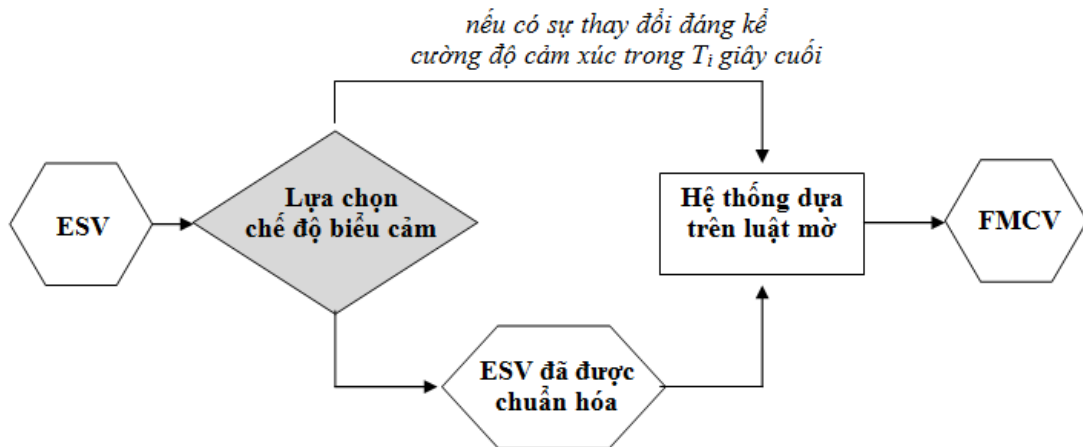 nếu có sự thay đổi đáng kể
cường độ cảm xúc trong Ti giây cuối
ESV
Lựa chọn
chế độ biểu cảm
Hệ thống dựa
trên luật mờ
FMCV
ESV đã được
chuẩn hóa